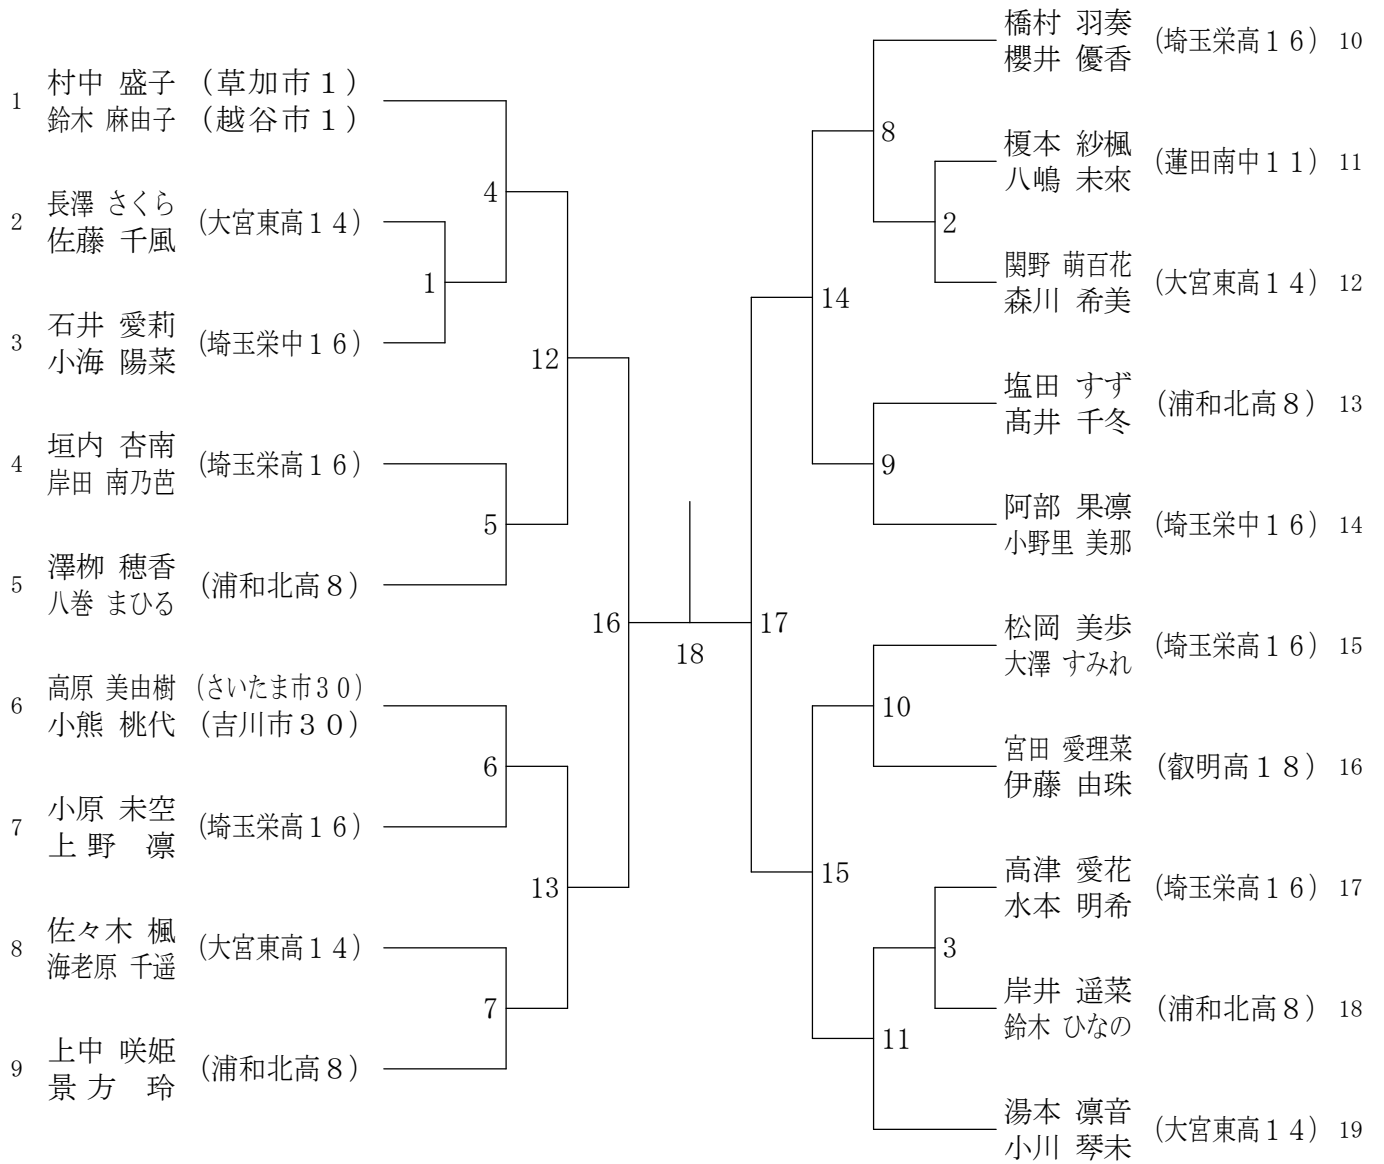 1 村中 盛子 (草加市１)
鈴木 麻由子 (越谷市１)
2 長澤 さくら (大宮東高１４)
佐藤 千風
3 石井 愛莉 (埼玉栄中１６)
小海 陽菜
4 垣内 杏南 (埼玉栄高１６)
岸田 南乃芭
5 澤栁 穂香 (浦和北高８)
八巻 まひる
6 高原 美由樹 (さいたま市３０)
小熊 桃代 (吉川市３０)
7 小原 未空 (埼玉栄高１６)
上野 凛
8 佐々木 楓 (大宮東高１４)
海老原 千遥
9 上中 咲姫 (浦和北高８)
景方 玲
4
1
12
5
16
6
13
7
18
17
14
8
2
9
15
10
3
11
橋村 羽奏 (埼玉栄高１６) 10
櫻井 優香
榎本 紗楓 (蓮田南中１１) 11
八嶋 未來
関野 萌百花 (大宮東高１４) 12
森川 希美
塩田 すず (浦和北高８) 13
髙井 千冬
阿部 果凛 (埼玉栄中１６) 14
小野里 美那
松岡 美歩 (埼玉栄高１６) 15
大澤 すみれ
宮田 愛理菜 (叡明高１８) 16
伊藤 由珠
高津 愛花 (埼玉栄高１６) 17
水本 明希
岸井 遥菜 (浦和北高８) 18
鈴木 ひなの
湯本 凛音 (大宮東高１４) 19
小川 琴未